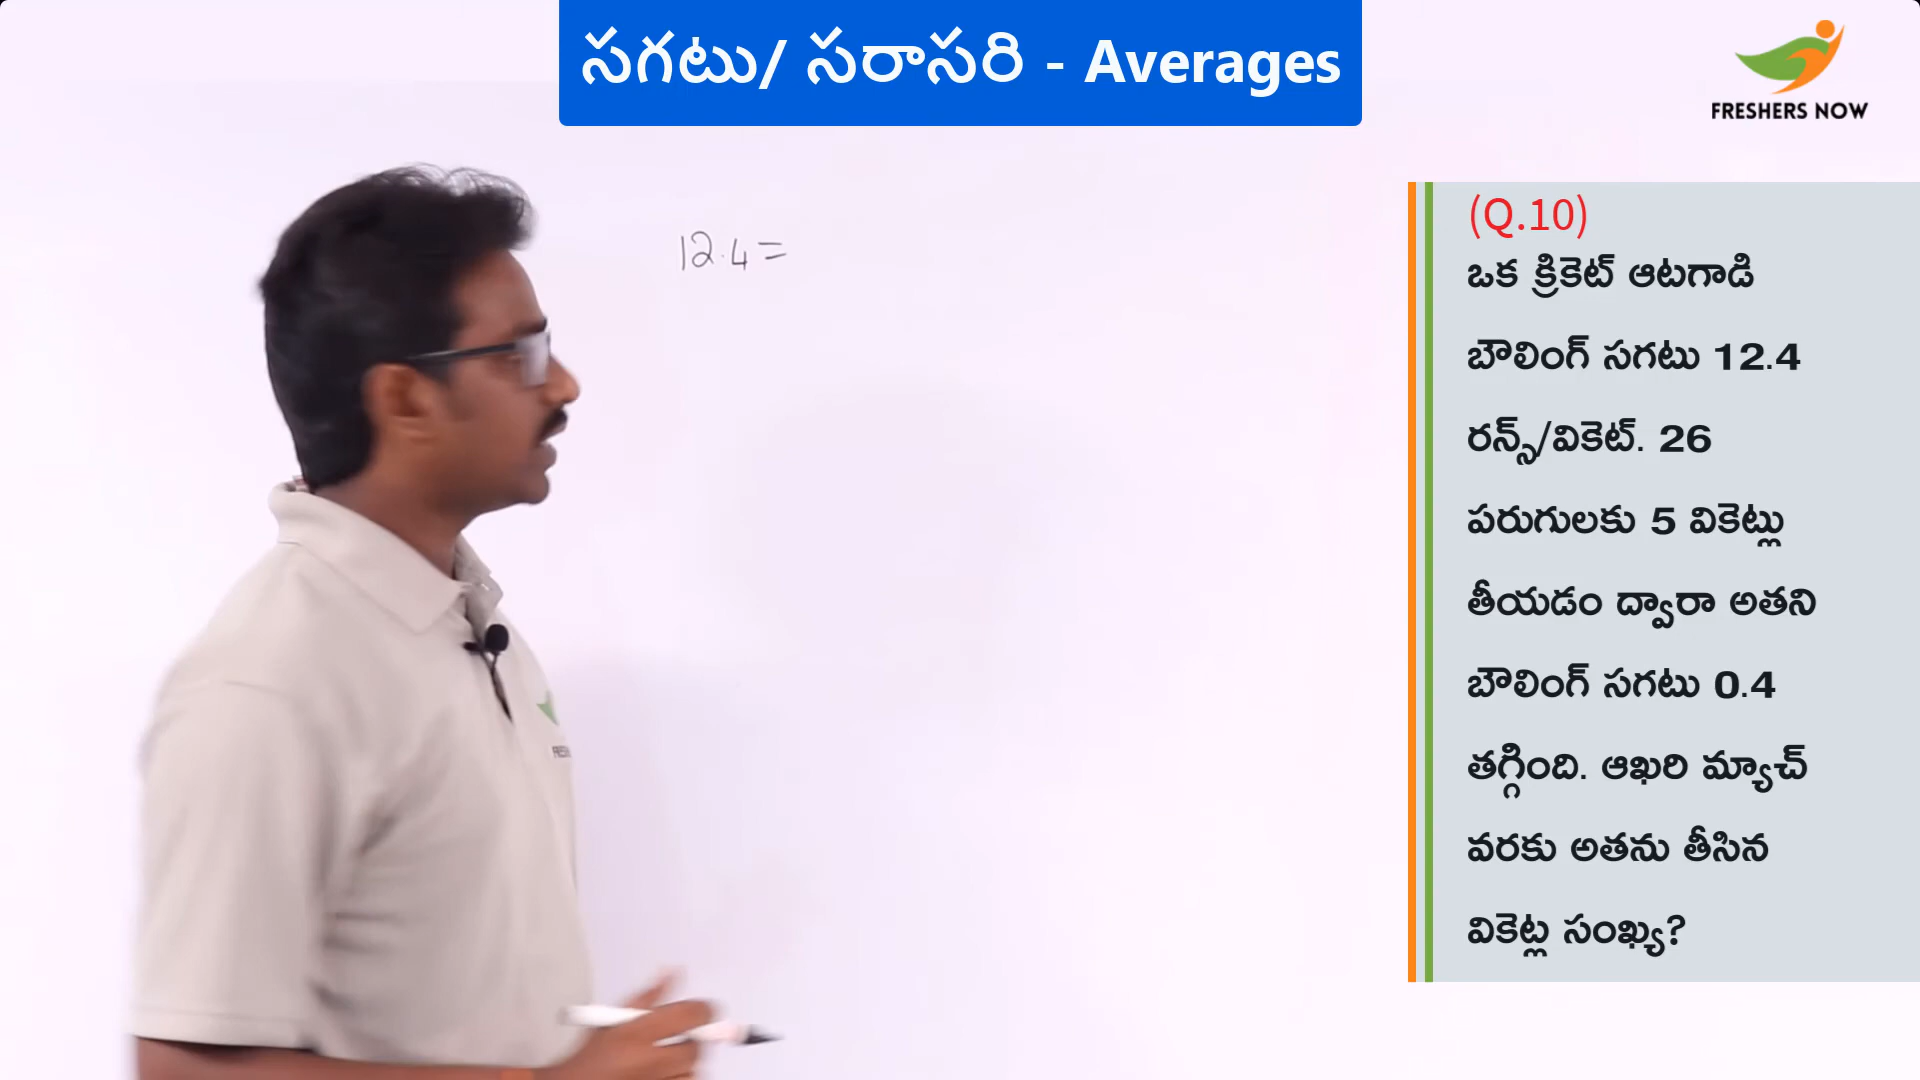 సగటు/ సరాసరి - Averages
FRESHERS NOW
12.4=
(Q.10)
ఒక క్రికెట్ ఆటగాడి
బౌలింగ్ సగటు 12.4
రన్స్/వికెట్. 26
పరుగులకు 5 వికెట్లు
తీయడం ద్వారా అతని
బౌలింగ్ సగటు 0.4
తగ్గింది. ఆఖరి మ్యాచ్
వరకు అతను తీసిన
వికెట్ల సంఖ్య?